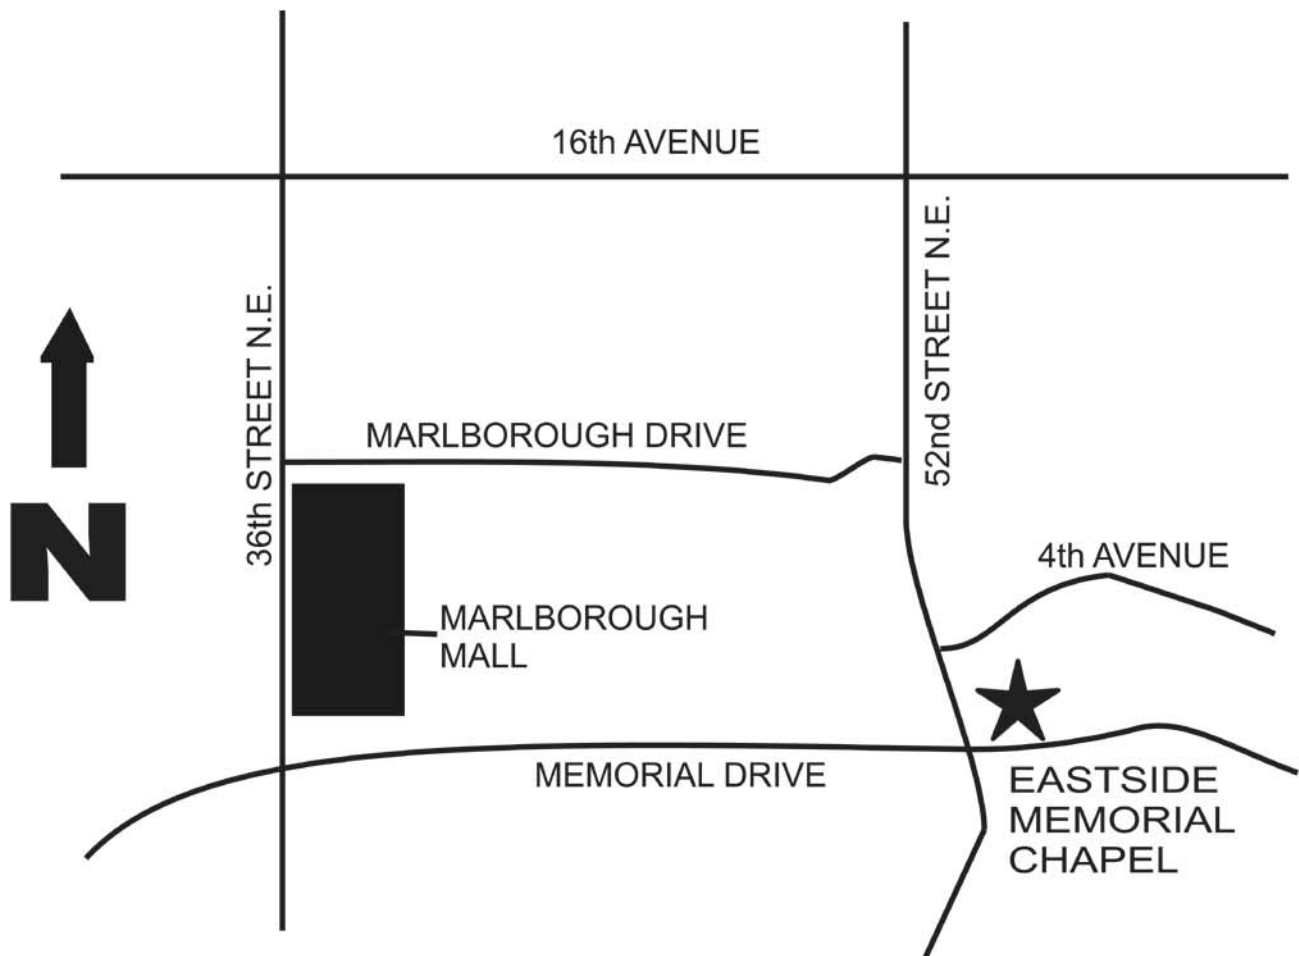 16th AVENUE
36th STREET N.E.
52nd STREET N.E.
MARLBOROUGH DRIVE
N
4th AVENUE
MARLBOROUGH
MALL
MEMORIAL DRIVE
EASTSIDE
MEMORIAL
CHAPEL